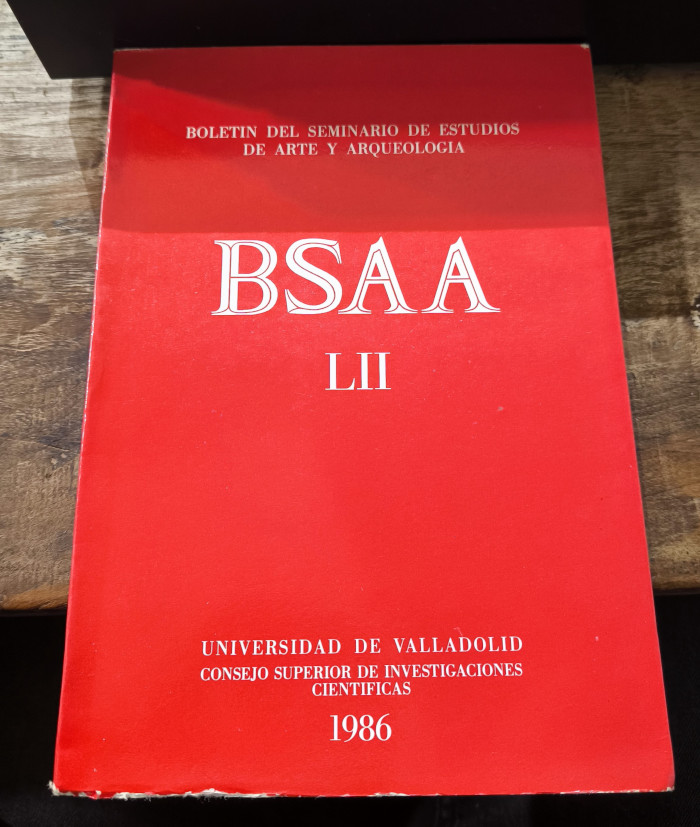 BOLETIN DEL SEMINARIO DE ESTUDIOS
DE ARTE Y ARQUEOLOGIA
BSAA
LII
UNIVERSIDAD DE VALLADOLID
CONSEJO SUPERIOR DE INVESTIGACIONES
CIENTIFICAS
1986